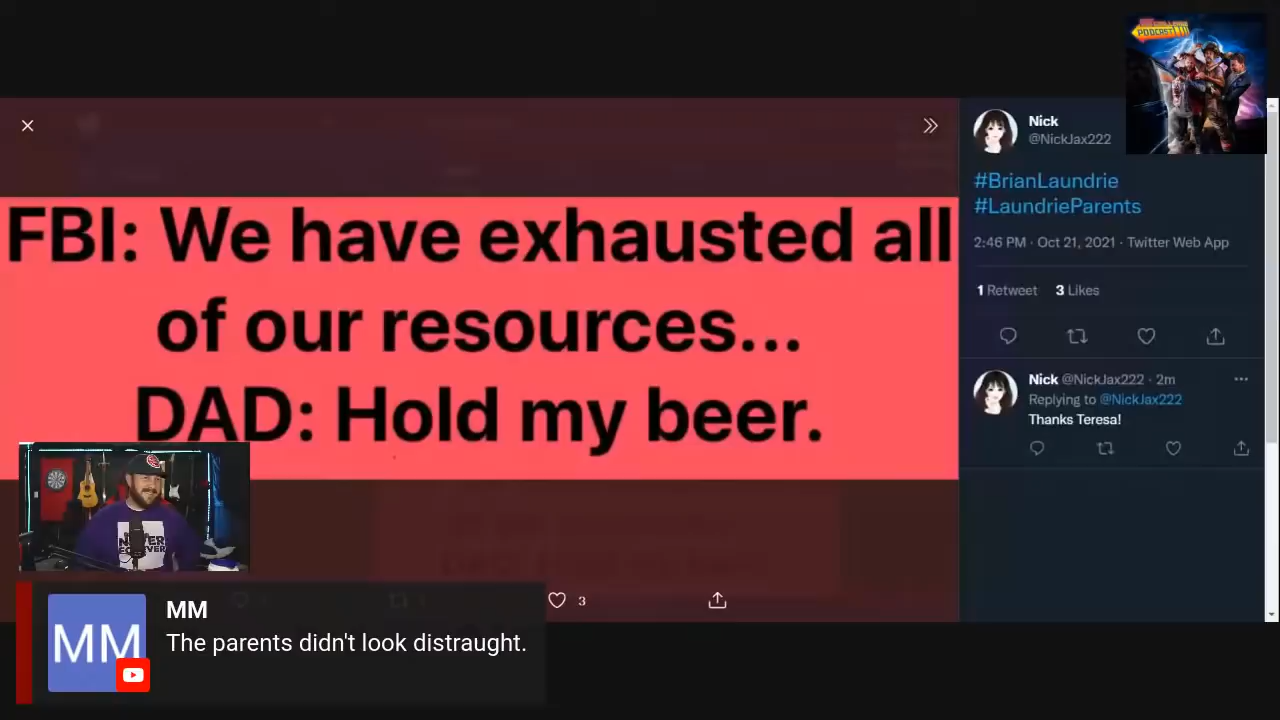 PODCAST
Nick
@NickJax222
#BrianLaundrie
#LaundrieParents
2:46 PM · Oct 21, 2021 · Twitter Web App
1 Retweet 3 Likes
Nick @NickJax222 · 2m
Replying to @NickJax222
Thanks Teresa!
FBI: We have exhausted all
of our resources...
DAD: Hold my beer.
3
MM
MM
The parents didn't look distraught.